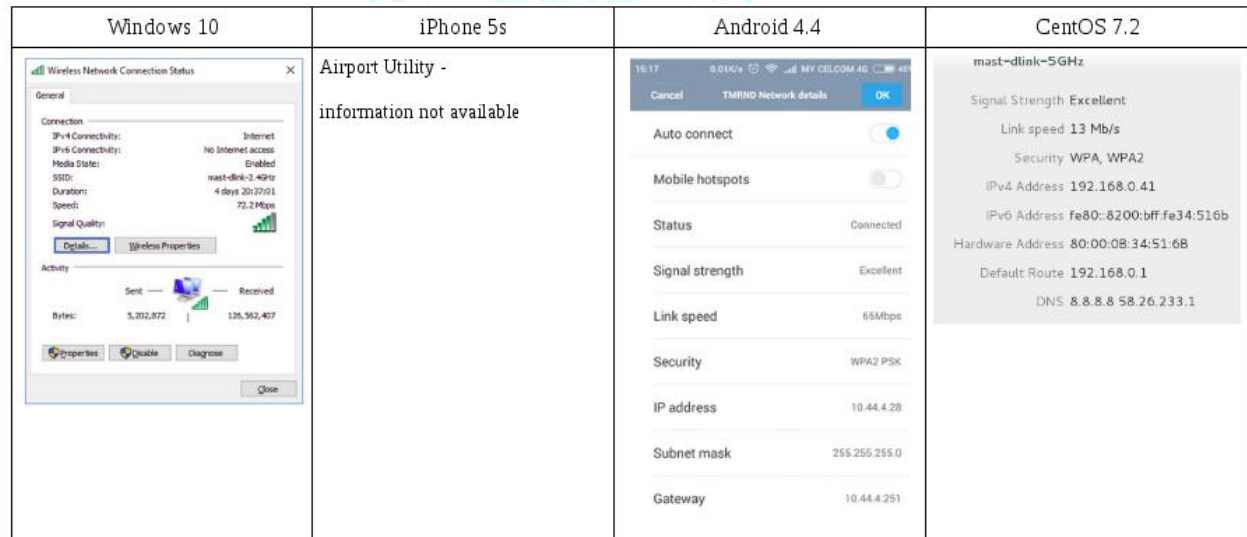 Windows 10
iPhone 5s
Android 4.4
CentOS 7.2
Wireless Network Connection Status
General
Connection
IPv4 Connectivity: Internet
IPv6 Connectivity: No Internet access
Media State: Enabled
SSID: mast-dlink-2.4GHz
Duration: 4 days 20:37:01
Speed: 72.2 Mbps
Signal Quality:
Details... Wireless Properties
Activity
Sent Received
Bytes: 5,202,872 126,562,407
Properties Disable Diagnose
Close
Airport Utility -
information not available
15:17 0.01K/s MY CELCOM 4G
Cancel TMRND Network details OK
Auto connect
Mobile hotspots
Status Connected
Signal strength Excellent
Link speed 65Mbps
Security WPA2 PSK
IP address 10.44.4.28
Subnet mask 255.255.255.0
Gateway 10.44.4.251
mast-dlink-5GHz
Signal Strength Excellent
Link speed 13 Mb/s
Security WPA, WPA2
IPv4 Address 192.168.0.41
IPv6 Address fe80::8200:bff:fe34:516b
Hardware Address 80:00:0B:34:51:6B
Default Route 192.168.0.1
DNS 8.8.8.8 58.26.233.1